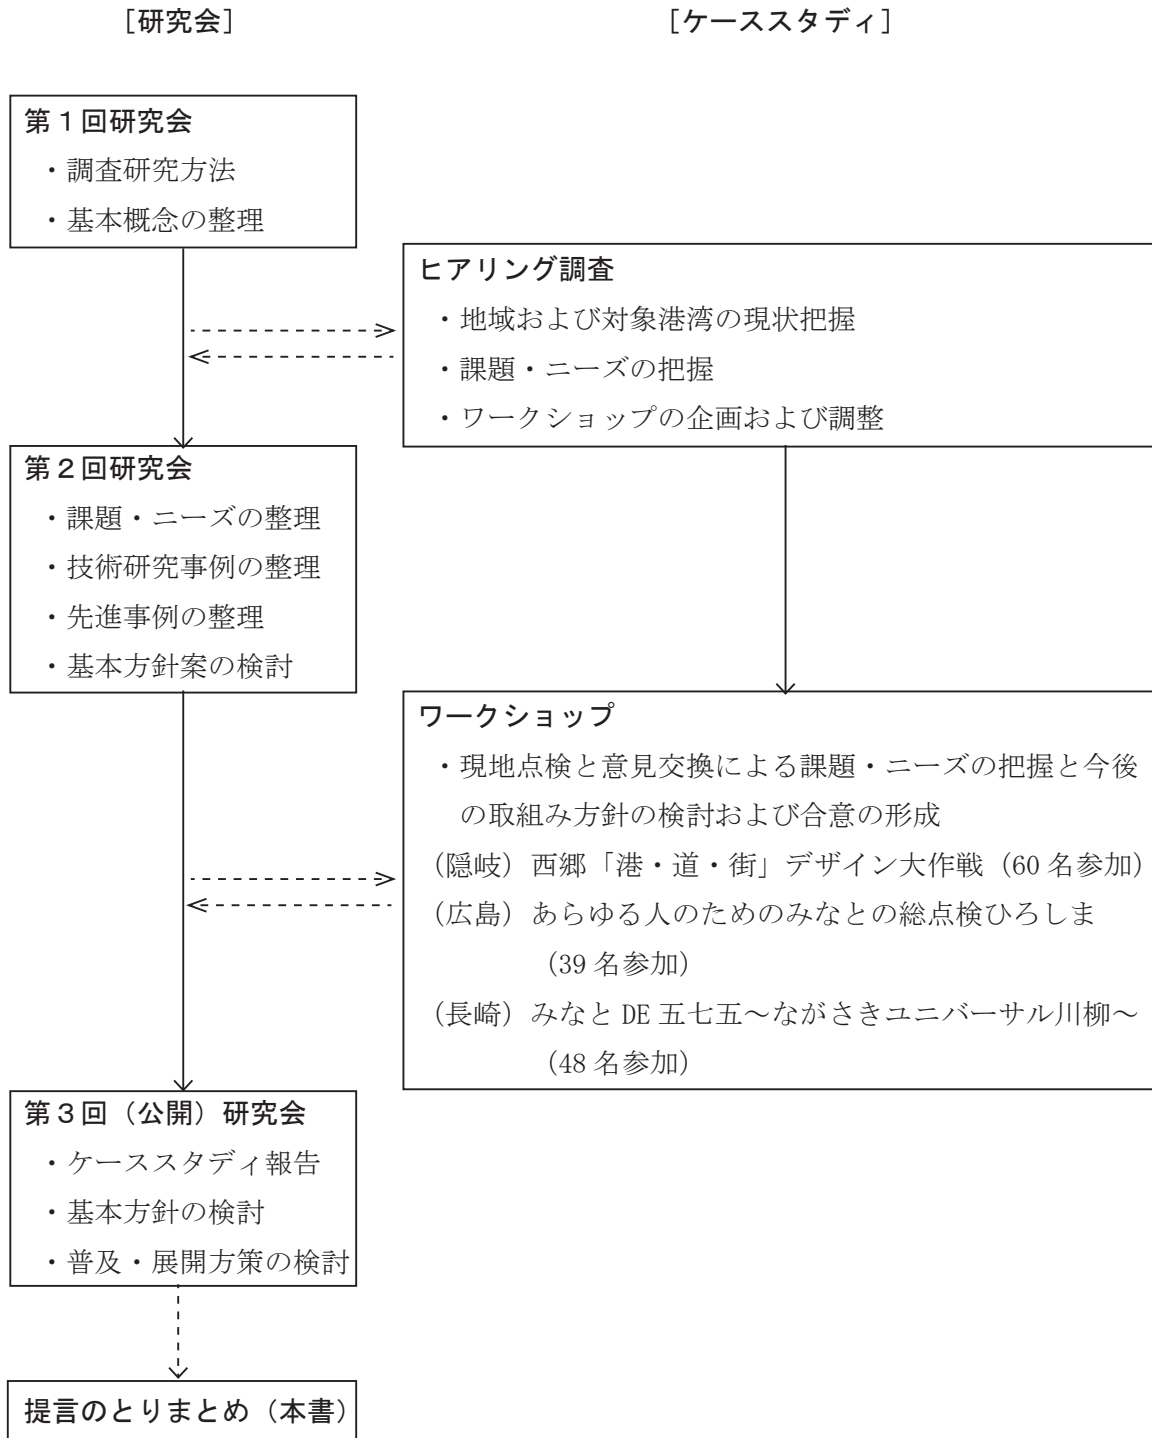 ［研究会］
［ケーススタディ］
第１回研究会
・調査研究方法
・基本概念の整理
ヒアリング調査
・地域および対象港湾の現状把握
・課題・ニーズの把握
・ワークショップの企画および調整
第２回研究会
・課題・ニーズの整理
・技術研究事例の整理
・先進事例の整理
・基本方針案の検討
ワークショップ
・現地点検と意見交換による課題・ニーズの把握と今後
の取組み方針の検討および合意の形成
（隠岐）西郷「港・道・街」デザイン大作戦（60 名参加）
（広島）あらゆる人のためのみなとの総点検ひろしま
（39 名参加）
（長崎）みなと DE 五七五～ながさきユニバーサル川柳～
（48 名参加）
第３回（公開）研究会
・ケーススタディ報告
・基本方針の検討
・普及・展開方策の検討
提言のとりまとめ（本書）